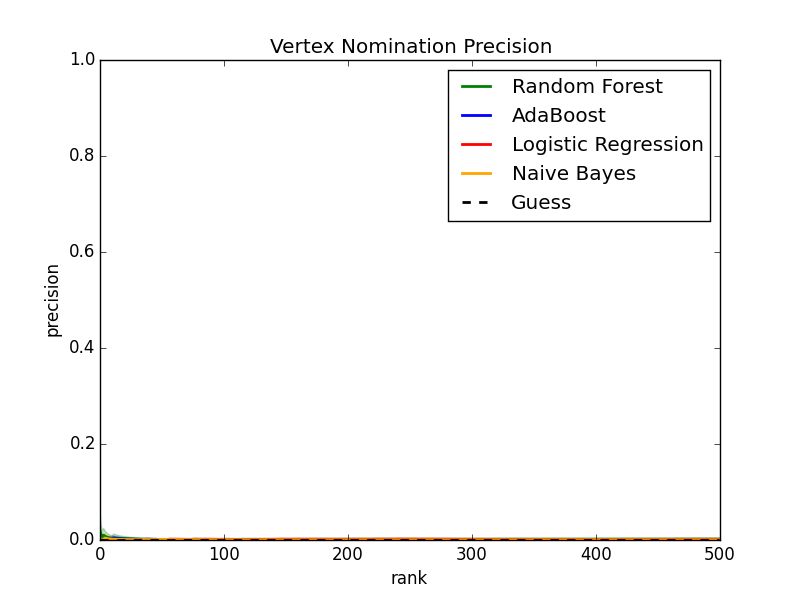 Vertex Nomination Precision
1.0
0.8
0.6
0.4
0.2
0.0
precision
Random Forest
AdaBoost
Logistic Regression
Naive Bayes
Guess
0 100 200 300 400 500
rank